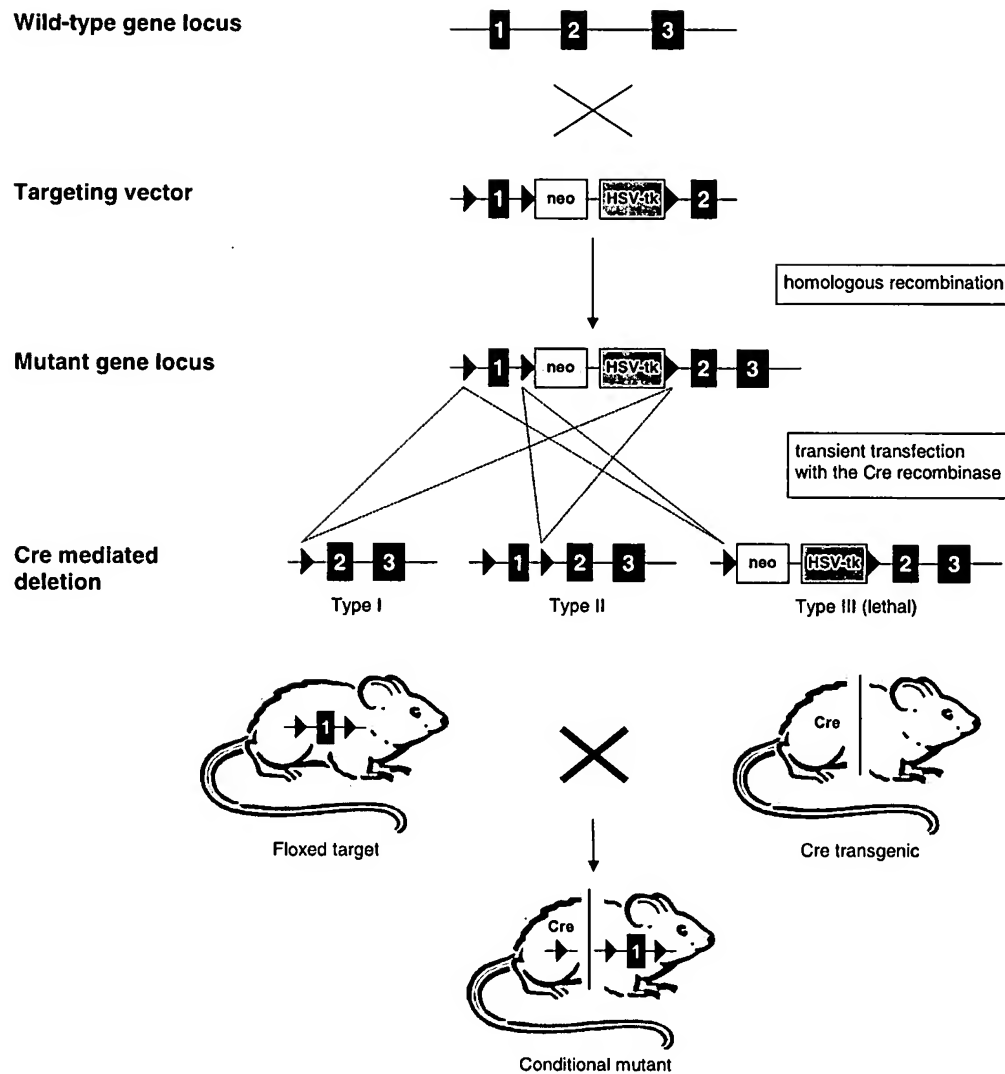 Wild-type gene locus
1 2 3
Targeting vector
1 neo HSV-tk 2
homologous recombination
Mutant gene locus
1 neo HSV-tk 2 3
transient transfection
with the Cre recombinase
Cre mediated
deletion
2 3
1 2 3
neo HSV-tk 2 3
Type I
Type II
Type III (lethal)
1
Cre
Floxed target
Cre transgenic
Cre
1
Conditional mutant